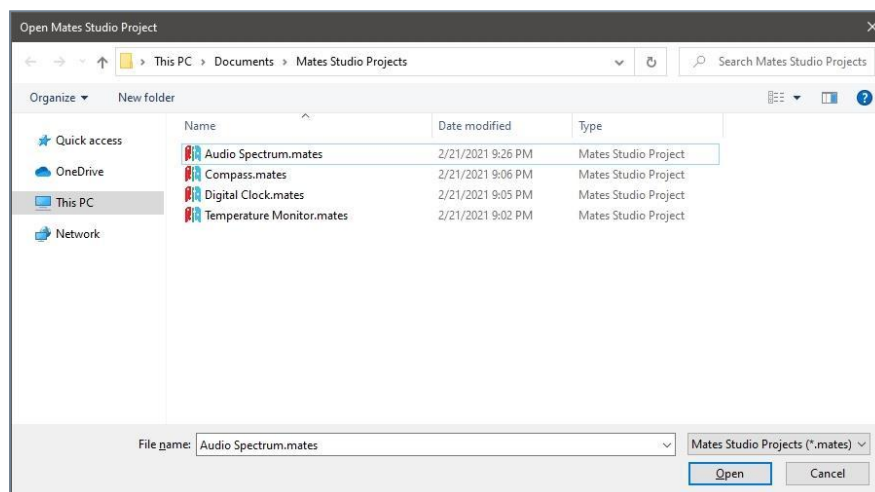 Open Mates Studio Project
This PC > Documents > Mates Studio Projects
Search Mates Studio Projects
Organize
New folder
Name Date modified Type
Quick access
OneDrive
This PC
Network
Audio Spectrum.mates 2/21/2021 9:26 PM Mates Studio Project
Compass.mates 2/21/2021 9:06 PM Mates Studio Project
Digital Clock.mates 2/21/2021 9:05 PM Mates Studio Project
Temperature Monitor.mates 2/21/2021 9:02 PM Mates Studio Project
File name: Audio Spectrum.mates
Mates Studio Projects (*.mates)
Open Cancel